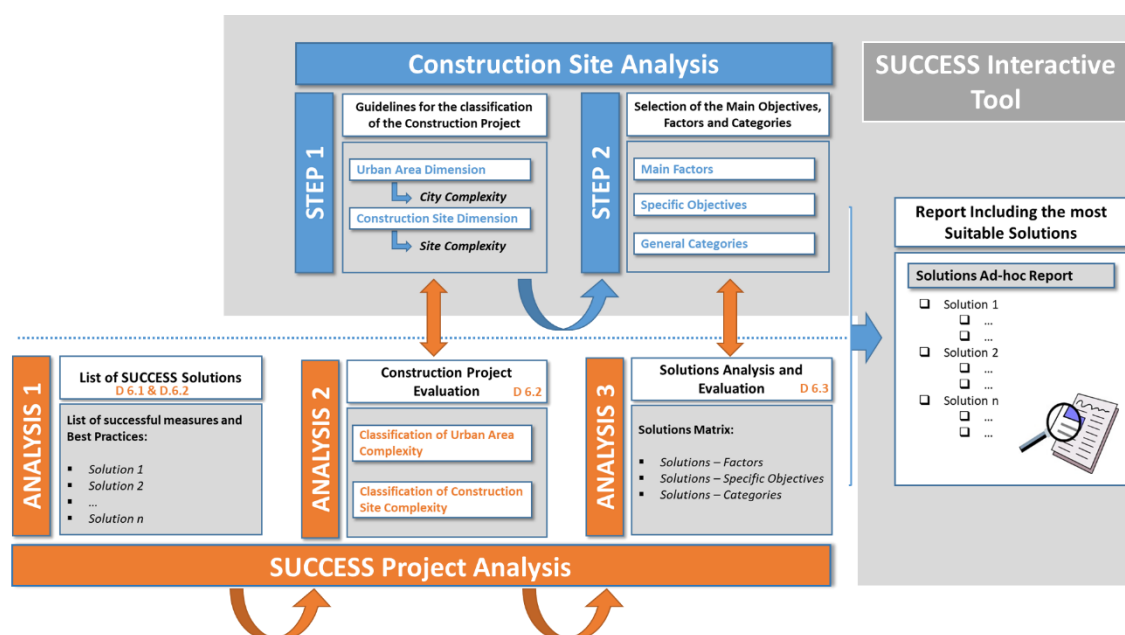 Construction Site Analysis
SUCCESS Interactive
Tool
STEP 1
Guidelines for the classification
of the Construction Project
Urban Area Dimension
City Complexity
Construction Site Dimension
Site Complexity
STEP 2
Selection of the Main Objectives,
Factors and Categories
Main Factors
Specific Objectives
General Categories
Report Including the most
Suitable Solutions
Solutions Ad-hoc Report
❑ Solution 1
❑ ...
❑ ...
❑ Solution 2
❑ ...
❑ ...
❑ Solution n
❑ ...
❑ ...
ANALYSIS 1
List of SUCCESS Solutions
D 6.1 & D.6.2
List of successful measures and
Best Practices:
▪ Solution 1
▪ Solution 2
▪ ...
▪ Solution n
ANALYSIS 2
Construction Project
Evaluation
D 6.2
Classification of Urban Area
Complexity
Classification of Construction
Site Complexity
ANALYSIS 3
Solutions Analysis and
Evaluation
D 6.3
Solutions Matrix:
▪ Solutions – Factors
▪ Solutions – Specific Objectives
▪ Solutions – Categories
SUCCESS Project Analysis